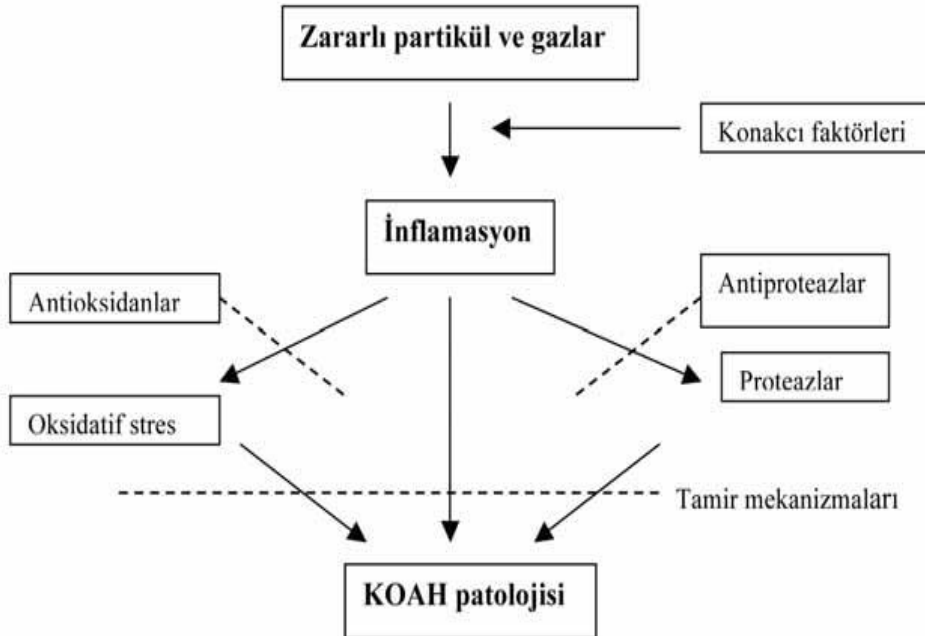 Zararlı partikül ve gazlar
Konakcı faktörleri
İnflamasyon
Antiproteazlar
Antioksidanlar
Proteazlar
Oksidatif stres
Tamir mekanizmaları
KOAH patolojisi